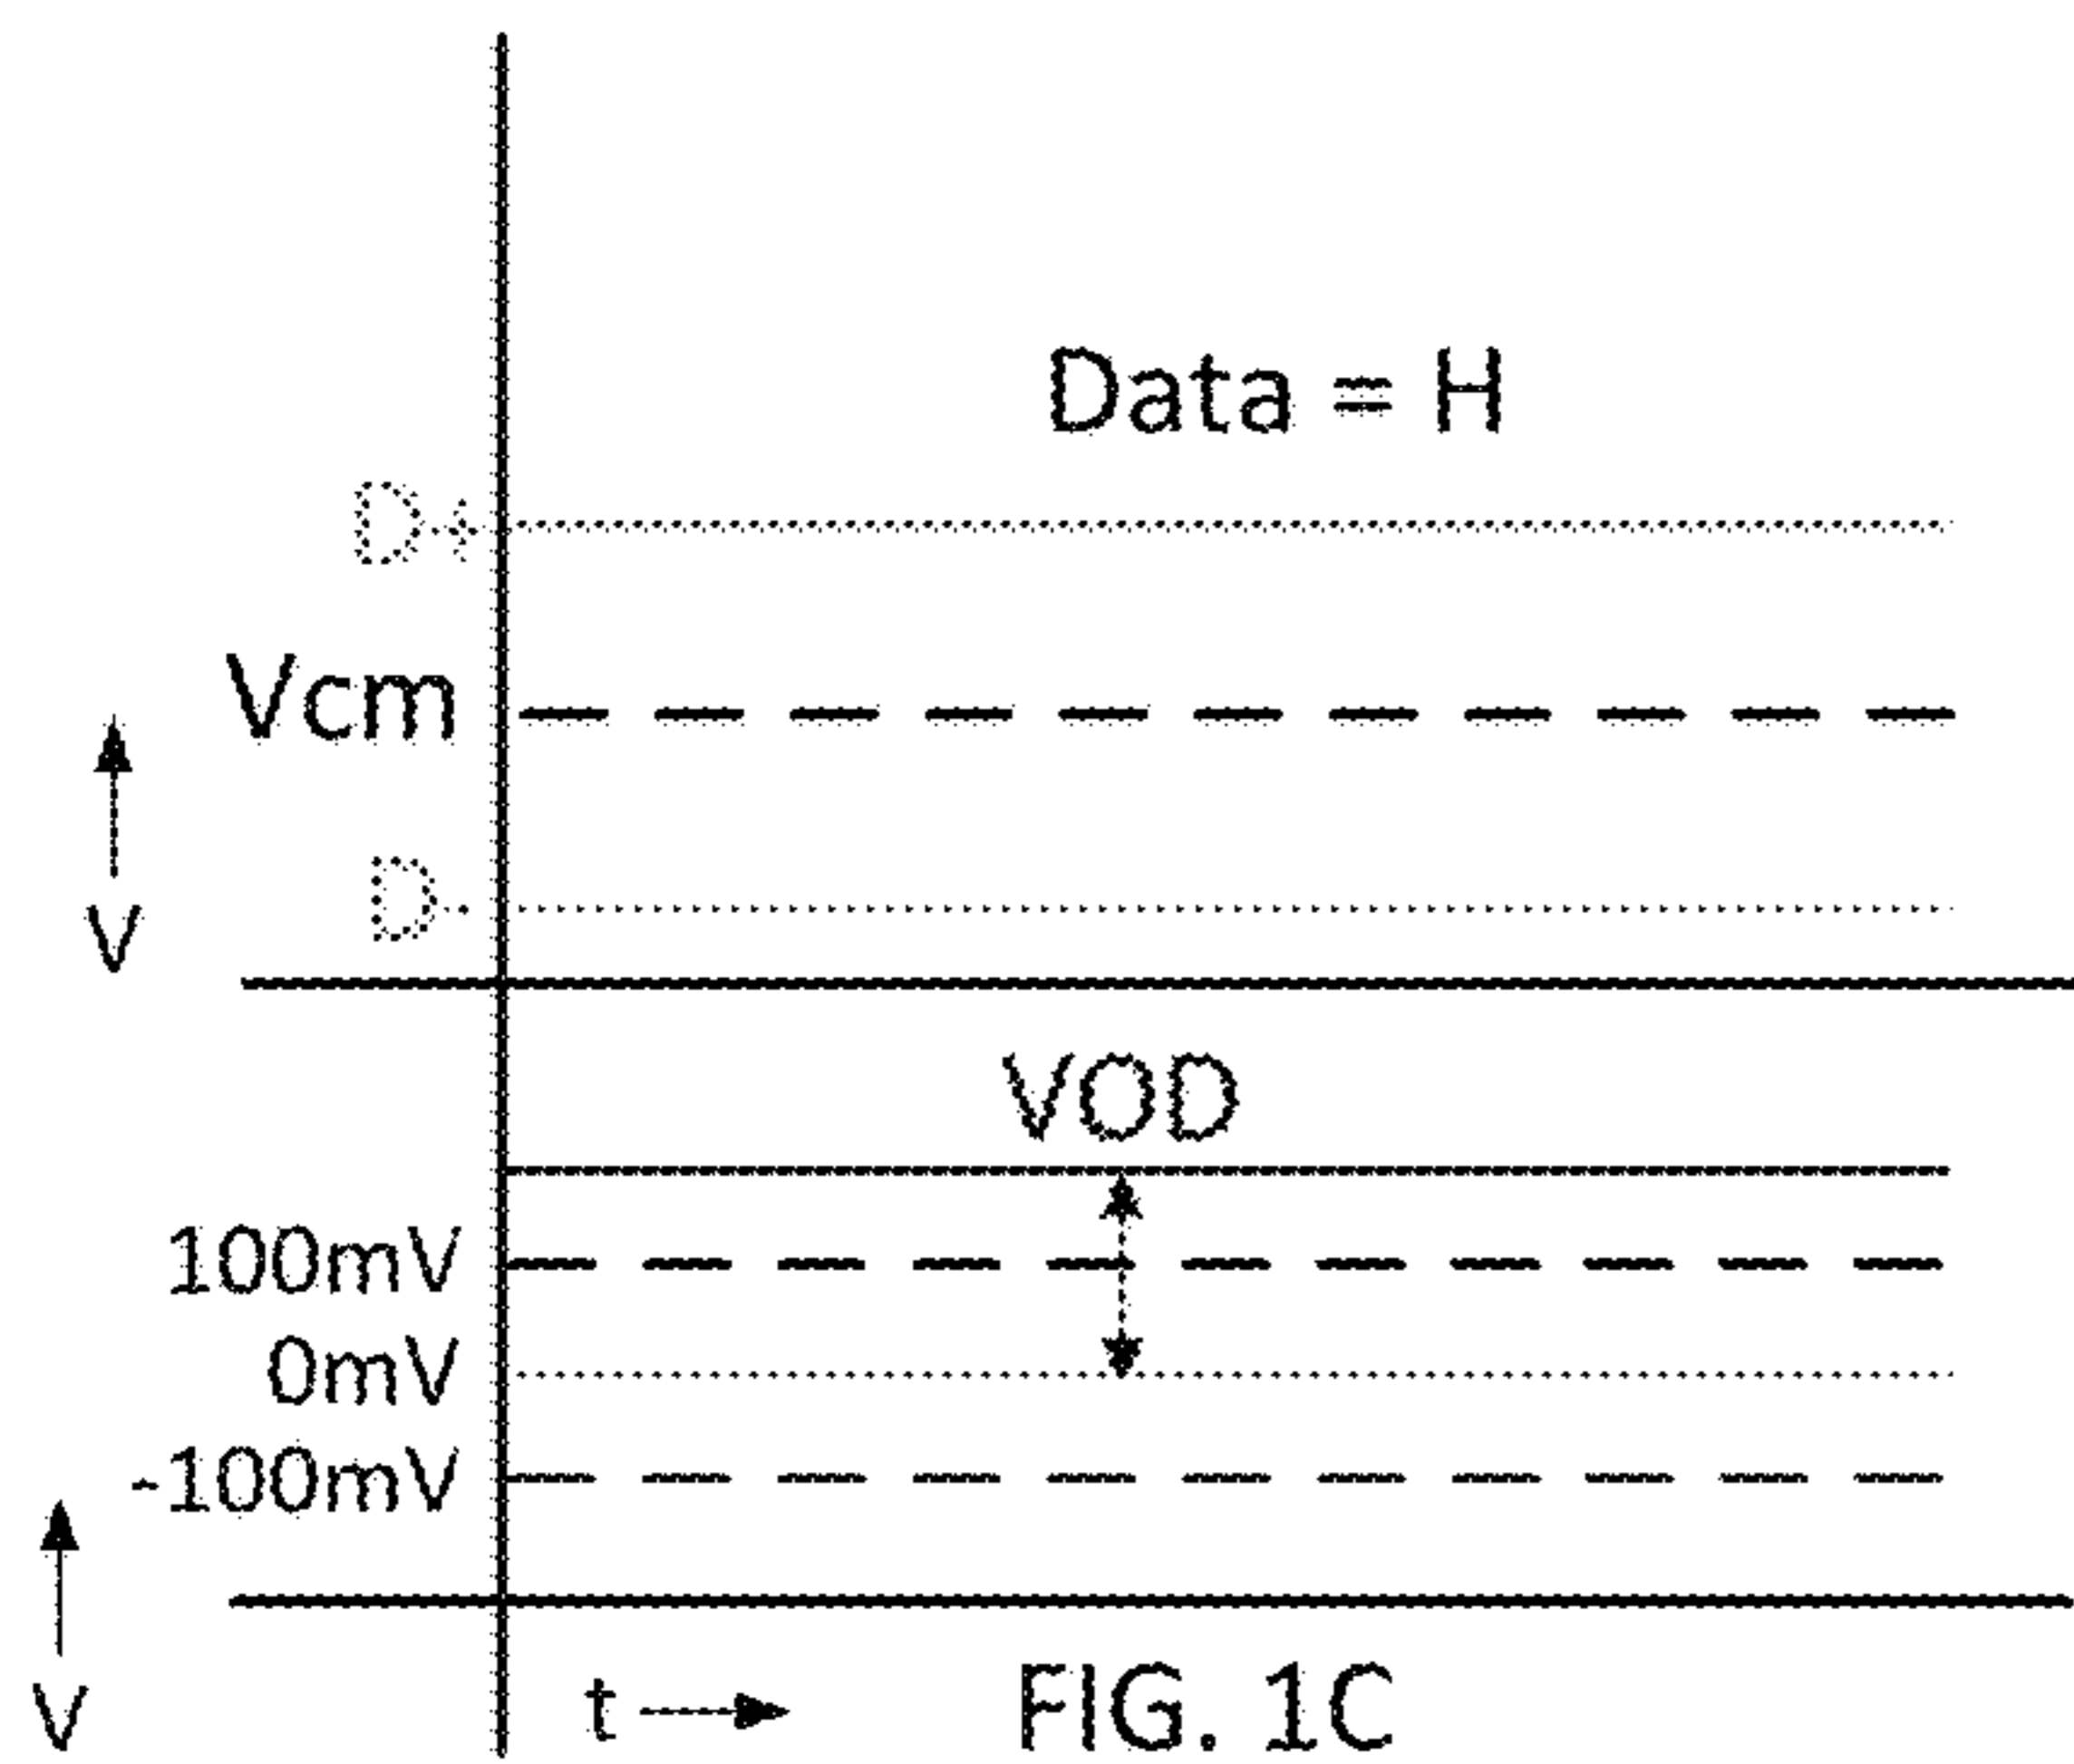 Data = H
D+
Vcm
D-
V
VOD
100mV
0mV
-100mV
V
t
FIG. 1C